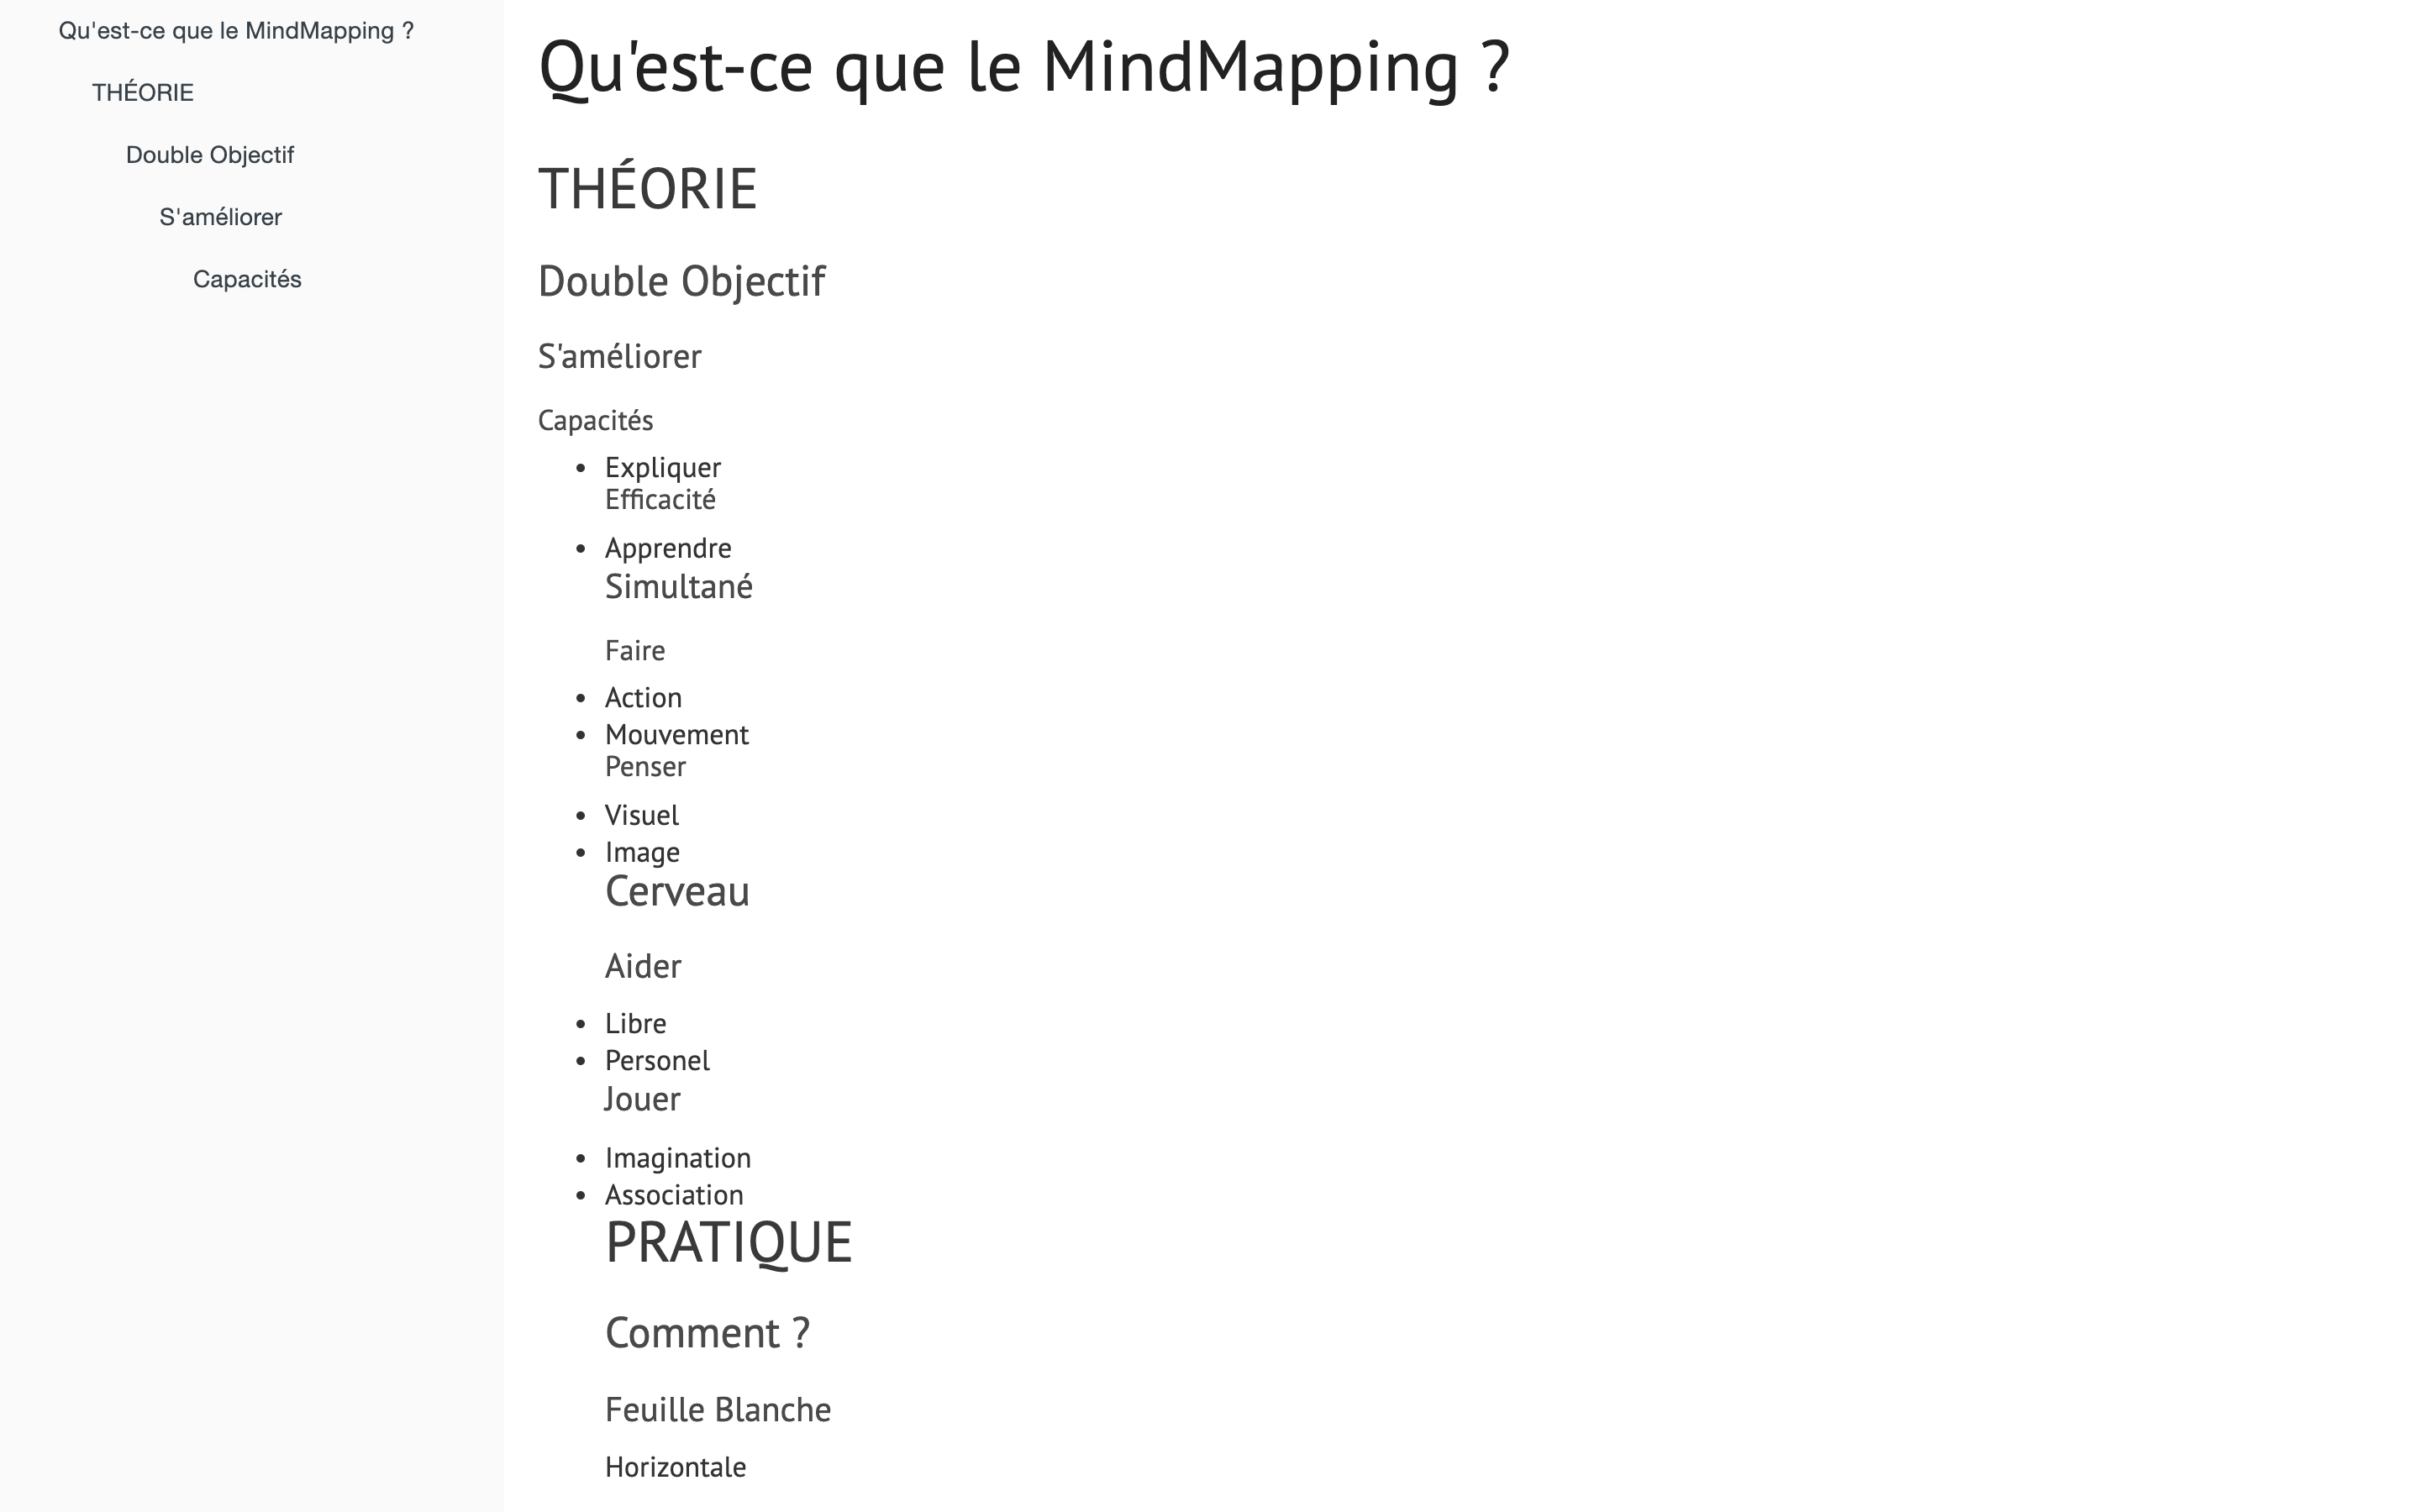 Qu'est-ce que le MindMapping ?
THÉORIE
Double Objectif
S'améliorer
Capacités
Qu'est-ce que le MindMapping ?
THÉORIE
Double Objectif
S'améliorer
Capacités
• Expliquer
Efficacité
• Apprendre
Simultané
Faire
• Action
• Mouvement
Penser
• Visuel
• Image
Cerveau
Aider
• Libre
• Personel
Jouer
• Imagination
• Association
PRATIQUE
Comment ?
Feuille Blanche
Horizontale